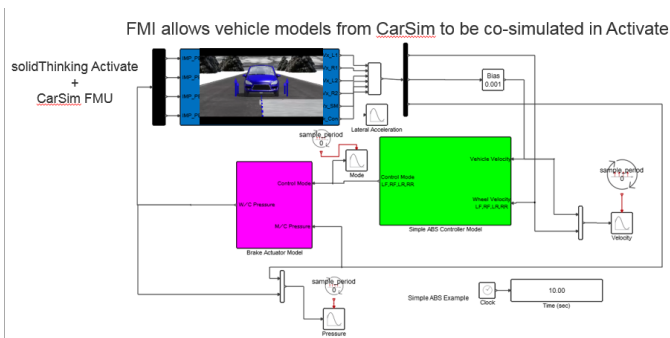 FMI allows vehicle models from CarSim to be co-simulated in Activate
solidThinking Activate
+
CarSim FMU
Bias
0.001
Lateral Acceleration
sample_period
0
Mode
Control Mode
W/C Pressure
M/C Pressure
Brake Actuator Model
Vehicle Velocity
Control Mode
LF,RF,LR,RR
Wheel Velocity
LF,RF,LR,RR
Simple ABS Controller Model
sample_period
0
Velocity
sample_period
0
Pressure
Simple ABS Example
Clock
10.00
Time (sec)